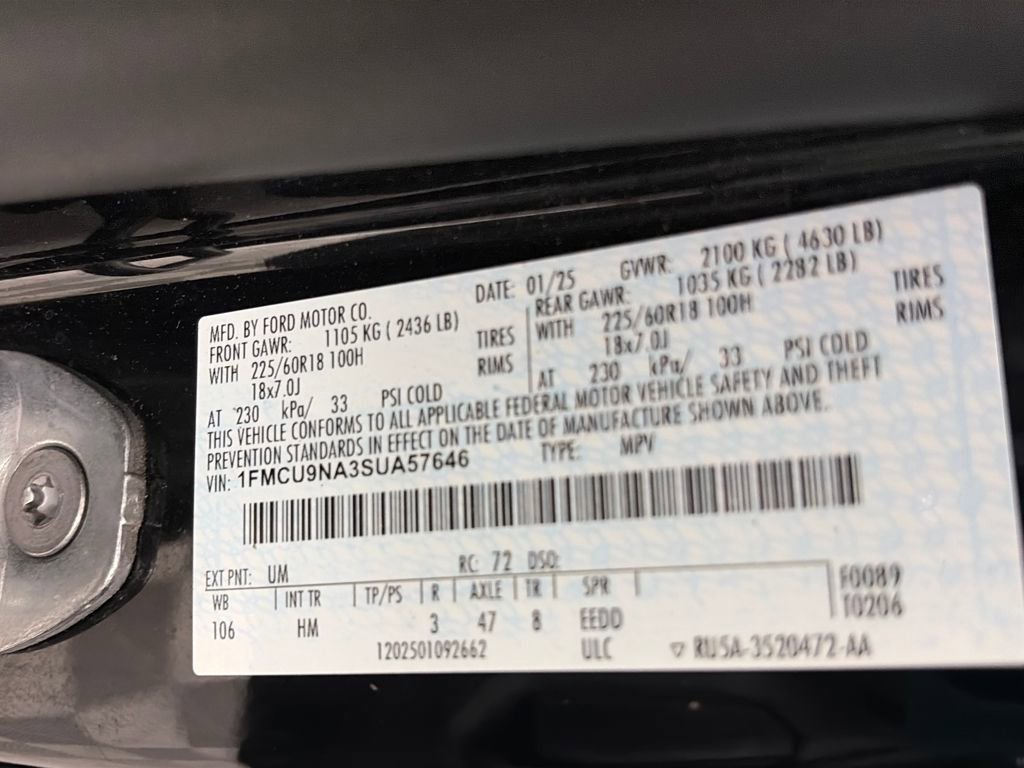 MFD. BY FORD MOTOR CO. DATE: 01/25 GVWR: 2100 KG ( 4630 LB)
FRONT GAWR: 1105 KG ( 2436 LB) REAR GAWR: 1035 KG ( 2282 LB)
WITH 225/60R18 100H TIRES WITH 225/60R18 100H TIRES
18x7.0J RIMS 18x7.0J RIMS
AT 230 kPa/ 33 PSI COLD AT 230 kPa/ 33 PSI COLD
THIS VEHICLE CONFORMS TO ALL APPLICABLE FEDERAL MOTOR VEHICLE SAFETY AND THEFT
PREVENTION STANDARDS IN EFFECT ON THE DATE OF MANUFACTURE SHOWN ABOVE.
VIN: 1FMCU9NA3SUA57646 TYPE: MPV
EXT PNT: UM RC: 72 DSO:
WB INT TR TP/PS R AXLE TR SPR F0089
106 HM 3 47 8 EEDD T0206
1202501092662 ULC ▽ RU5A-3520472-AA